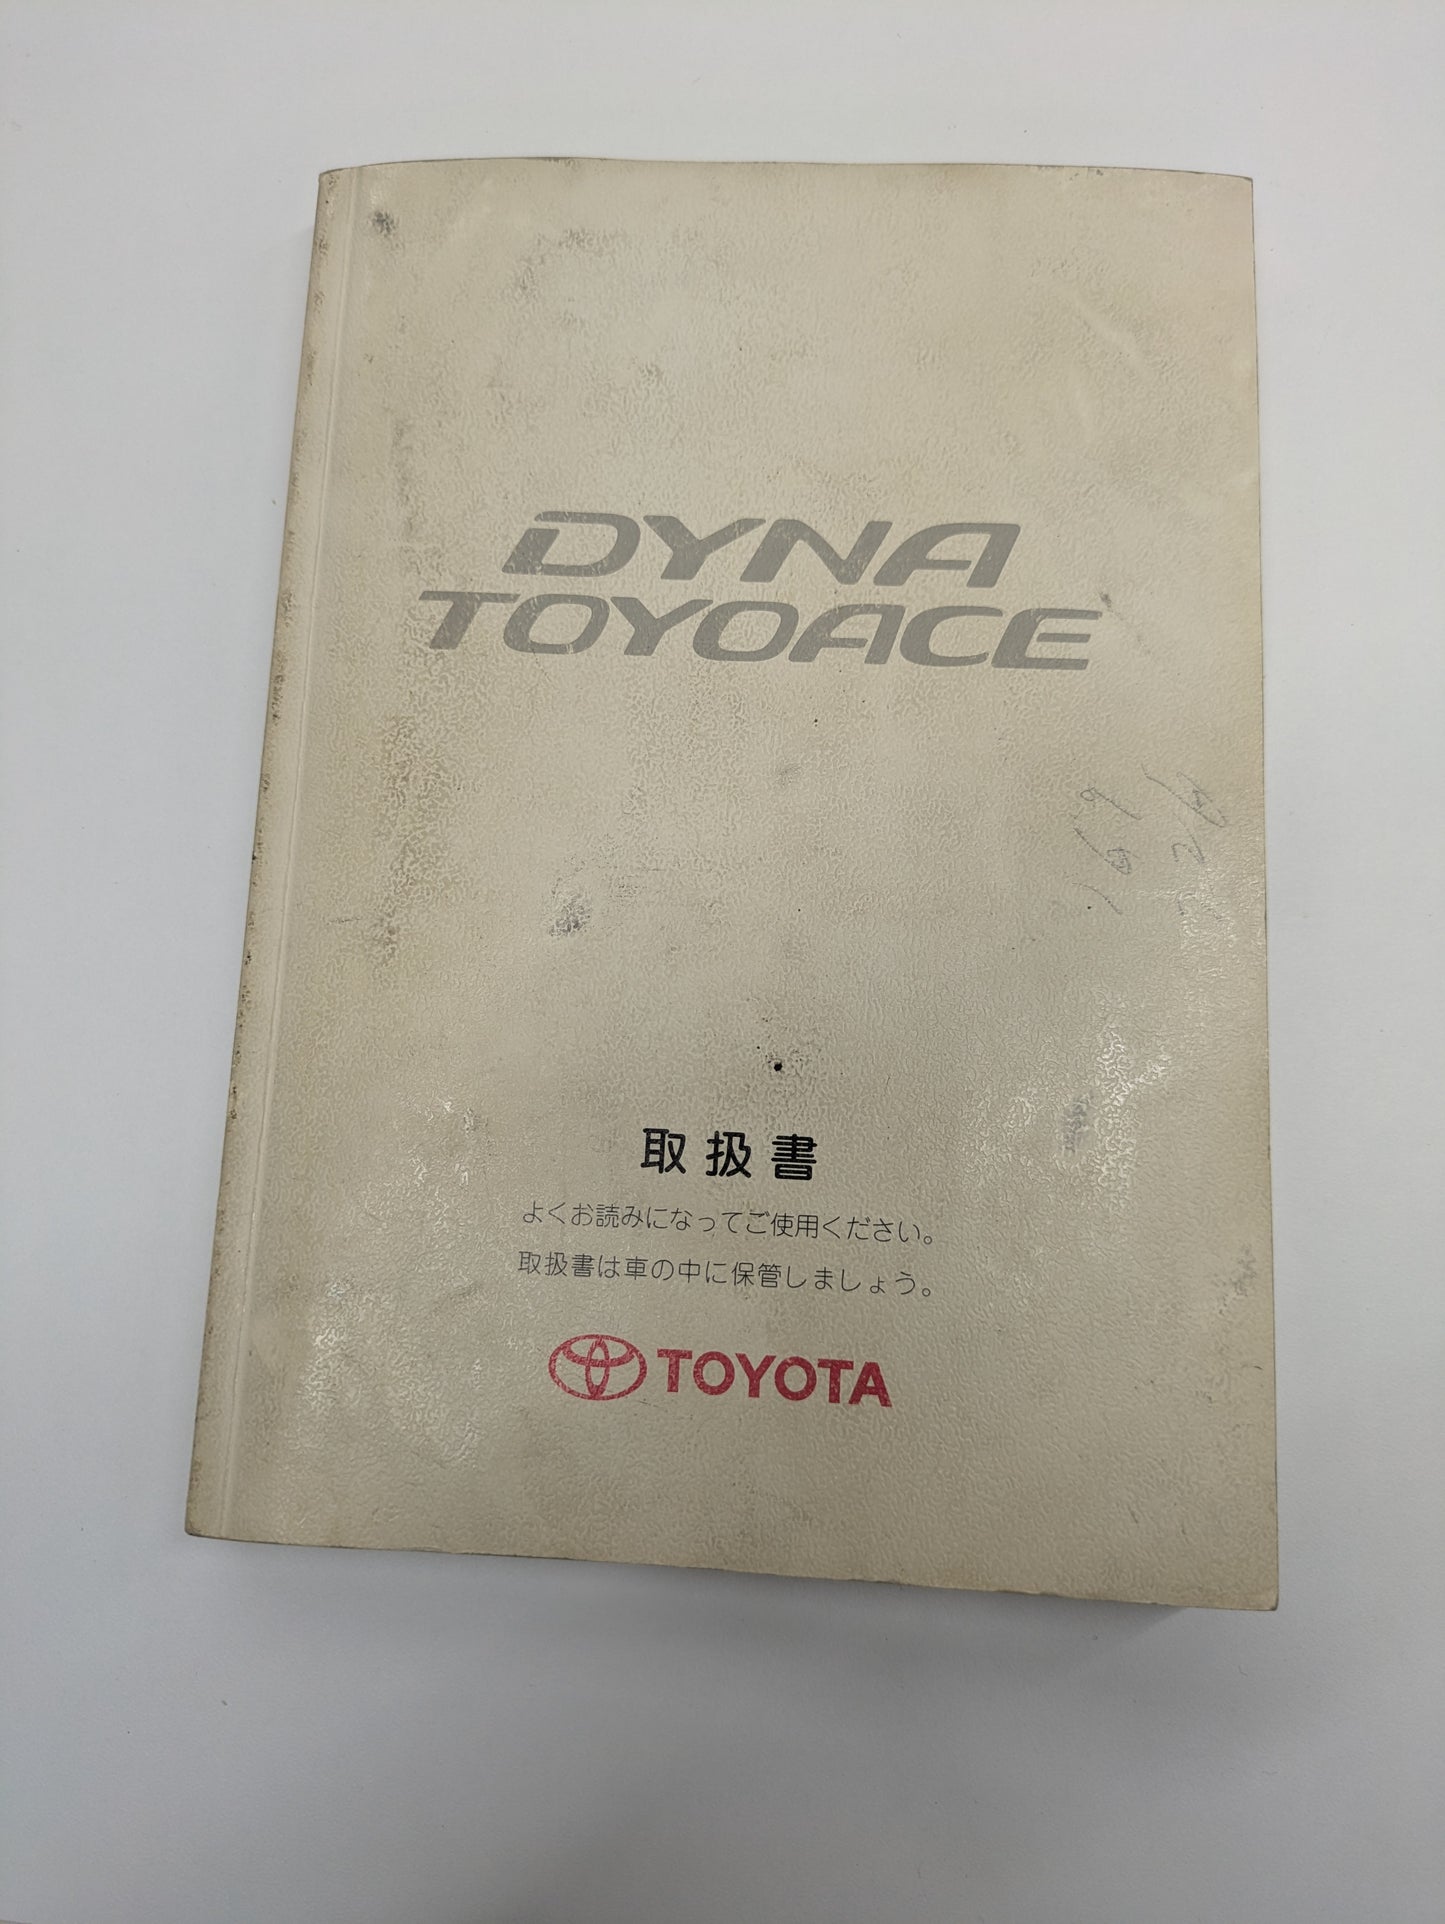 DYNA
TOYOACE
取扱書
よくお読みになってご使用ください。
取扱書は車の中に保管しましょう。
TOYOTA